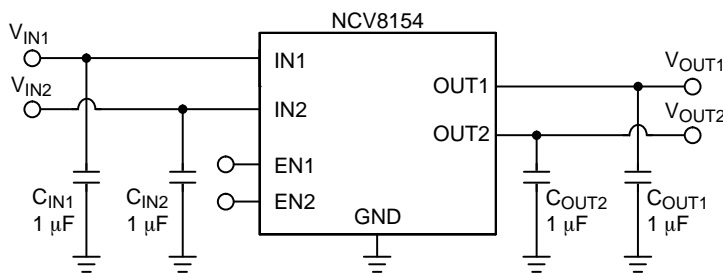 NCV8154
VIN1
VIN2
IN1
IN2
EN1
EN2
GND
OUT1
OUT2
VOUT1
VOUT2
CIN1
1 μF
CIN2
1 μF
COUT2
1 μF
COUT1
1 μF